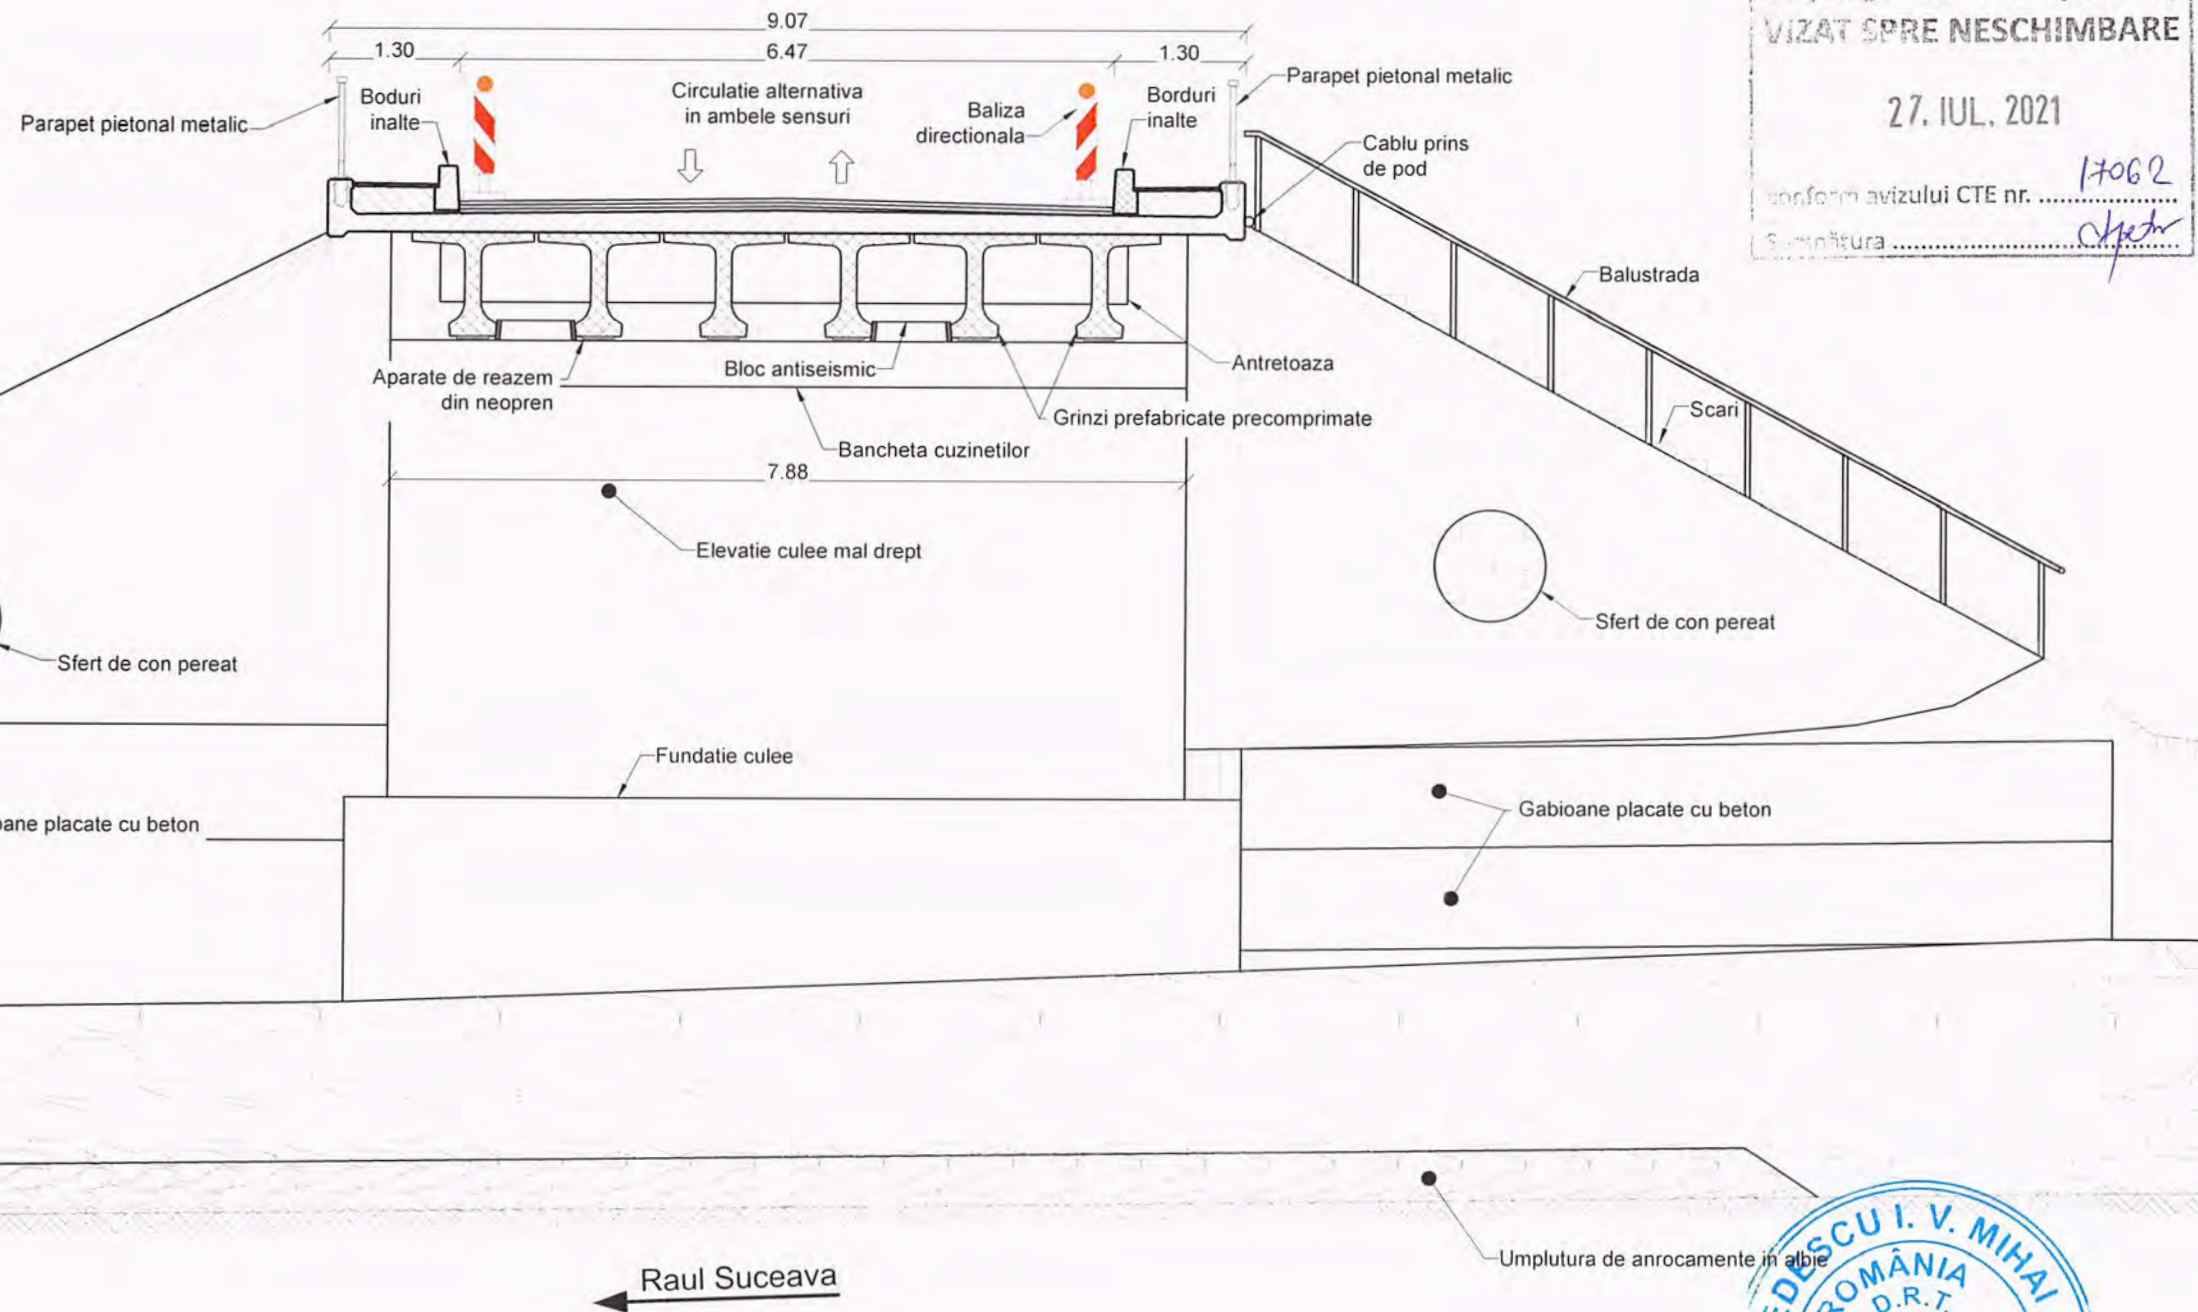 9.07
1.30
6.47
1.30
VIZAT SPRE NESCHIMBARE
27. IUL. 2021
conform avizului CTE nr. 17062
Semnătura
Parapet pietonal metalic
Boduri
inalte
Circulatie alternativa
in ambele sensuri
Baliza
directionala
Borduri
inalte
Parapet pietonal metalic
Cablu prins
de pod
Balustrada
Aparate de reazem
din neopren
Bloc antiseismic
Antretoaza
Grinzi prefabricate precomprimate
Scari
Bancheta cuzinetilor
7.88
Elevatie culee mal drept
Sfert de con pereat
Sfert de con pereat
Fundatie culee
Gabioane placate cu beton
placate cu beton
Umplutura de anrocamente in albie
Raul Suceava
EDESCU I. V. MIHAI
ROMÂNIA
D.R.T.